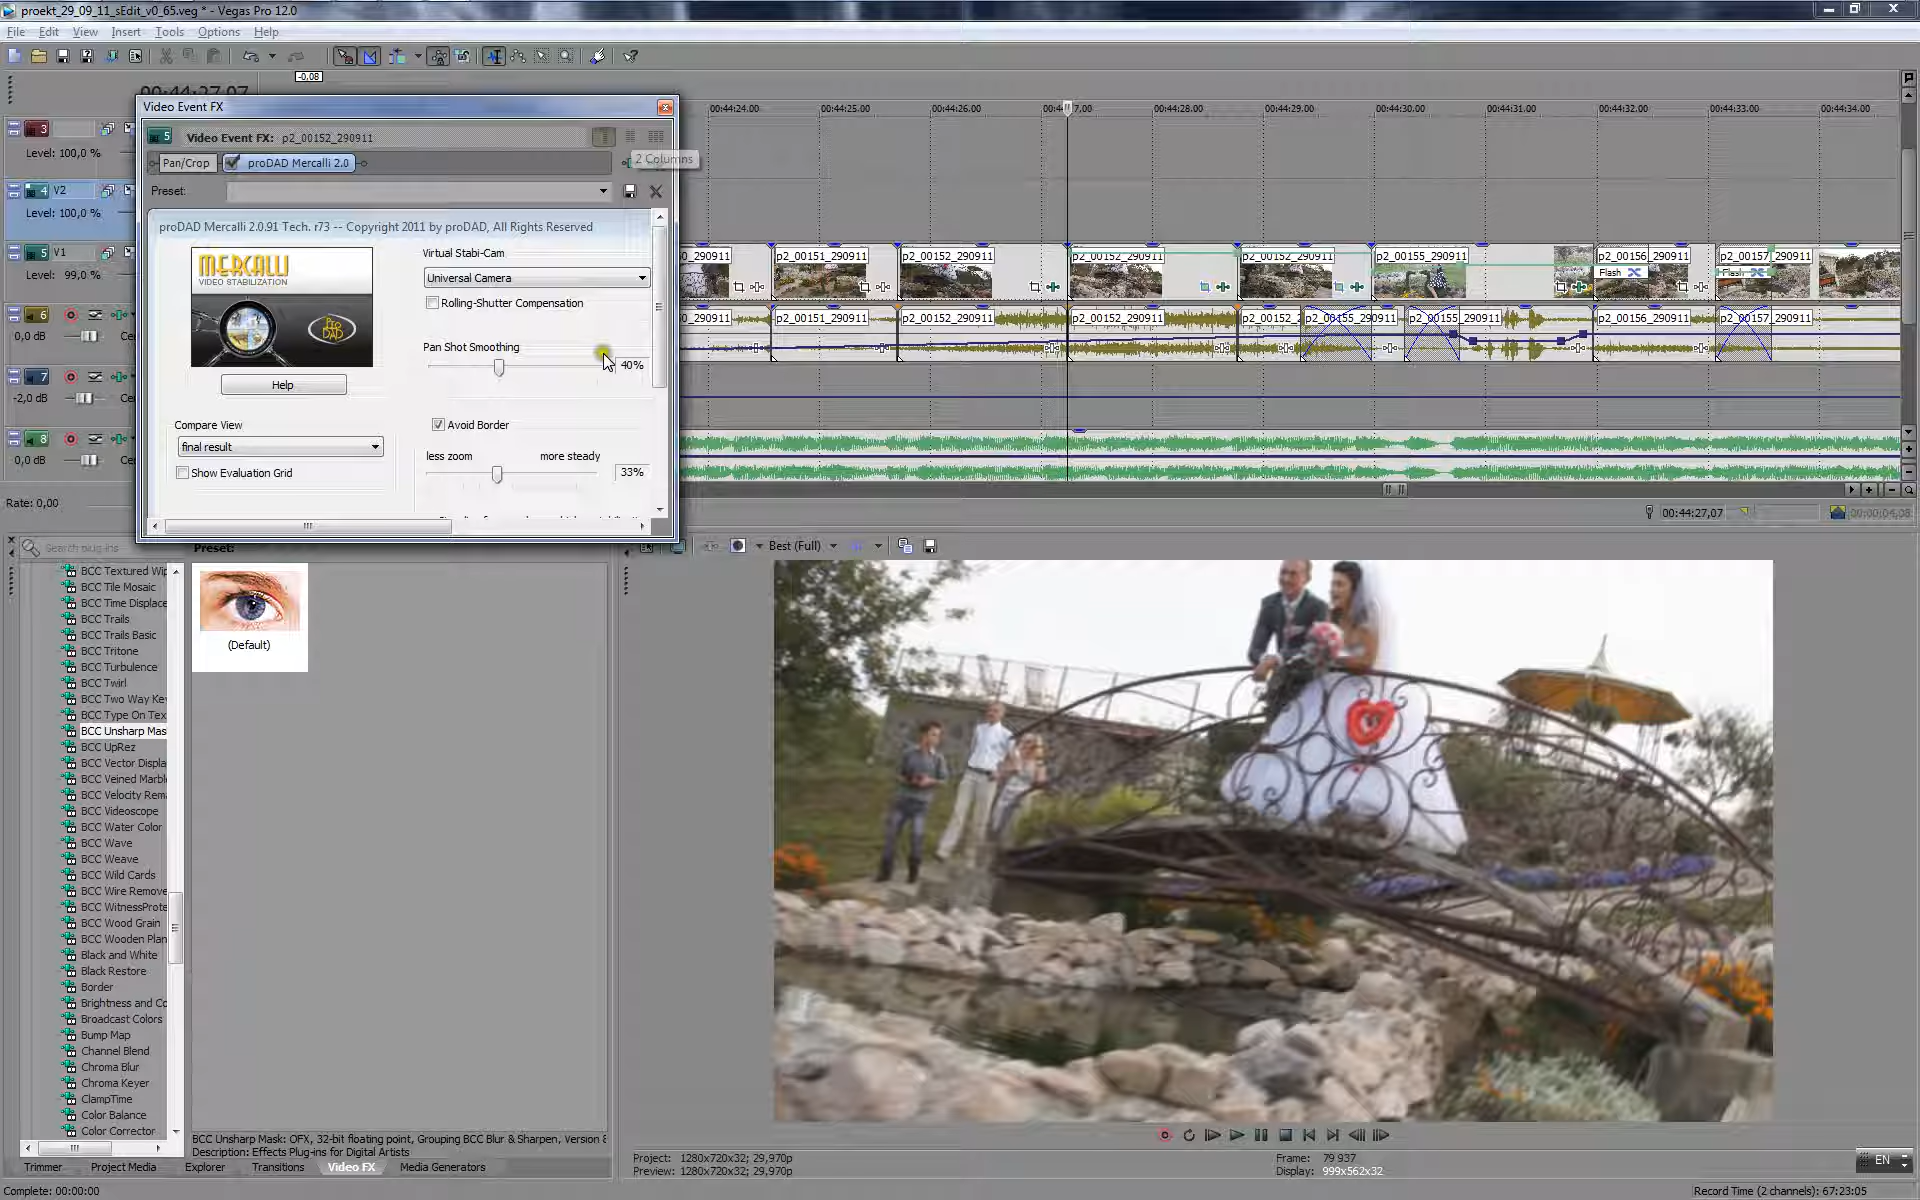 proekt_29_09_11_sEdit_v0_65.veg * - Vegas Pro 12.0
File Edit View Insert Tools Options Help
-0,08
00:44:27,07
Video Event FX
5 Video Event FX: p2_00152_290911
Pan/Crop proDAD Mercalli 2.0
2 Columns
Preset:
proDAD Mercalli 2.0.91 Tech. r73 -- Copyright 2011 by proDAD, All Rights Reserved
MERCALLI
VIDEO STABILIZATION
Help
Virtual Stabi-Cam
Universal Camera
Rolling-Shutter Compensation
Pan Shot Smoothing
40%
Compare View
final result
Show Evaluation Grid
Avoid Border
less zoom more steady
33%
3
Level: 100,0 %
4 V2
Level: 100,0 %
5 V1
Level: 99,0 %
6
0,0 dB
7
-2,0 dB
8
0,0 dB
Rate: 0,00
00:44:24.00 00:44:25.00 00:44:26.00 00:44:28.00 00:44:29.00 00:44:30.00 00:44:31.00 00:44:32.00 00:44:33.00 00:44:34.00
0_290911 p2_00151_290911 p2_00152_290911 p2_00152_290911 p2_00152_290911 p2_00155_290911 p2_00156_290911 p2_00157_290911
Flash Flash
0_290911 p2_00151_290911 p2_00152_290911 p2_00152_290911 p2_00152_2 p2_00155_290911 p2_00155_290911 p2_00156_290911 p2_00157_290911
00:44:27,07 00:00:04,08
Search plug-ins
Preset:
BCC Textured Wip
BCC Tile Mosaic
BCC Time Displace
BCC Trails
BCC Trails Basic
BCC Tritone
BCC Turbulence
BCC Twirl
BCC Two Way Key
BCC Type On Tex
BCC Unsharp Mas
BCC UpRez
BCC Vector Displa
BCC Veined Marbl
BCC Velocity Rem
BCC Videoscope
BCC Water Color
BCC Wave
BCC Weave
BCC Wild Cards
BCC Wire Remove
BCC WitnessProte
BCC Wood Grain
BCC Wooden Plan
Black and White
Black Restore
Border
Brightness and Co
Broadcast Colors
Bump Map
Channel Blend
Chroma Blur
Chroma Keyer
ClampTime
Color Balance
Color Corrector
(Default)
Best (Full)
BCC Unsharp Mask: OFX, 32-bit floating point, Grouping BCC Blur & Sharpen, Version 8
Description: Effects Plug-ins for Digital Artists
Trimmer Project Media Explorer Transitions Video FX Media Generators
Project: 1280x720x32; 29,970p
Preview: 1280x720x32; 29,970p
Frame: 79 937
Display: 999x562x32
EN
Complete: 00:00:00
Record Time (2 channels): 67:23:05